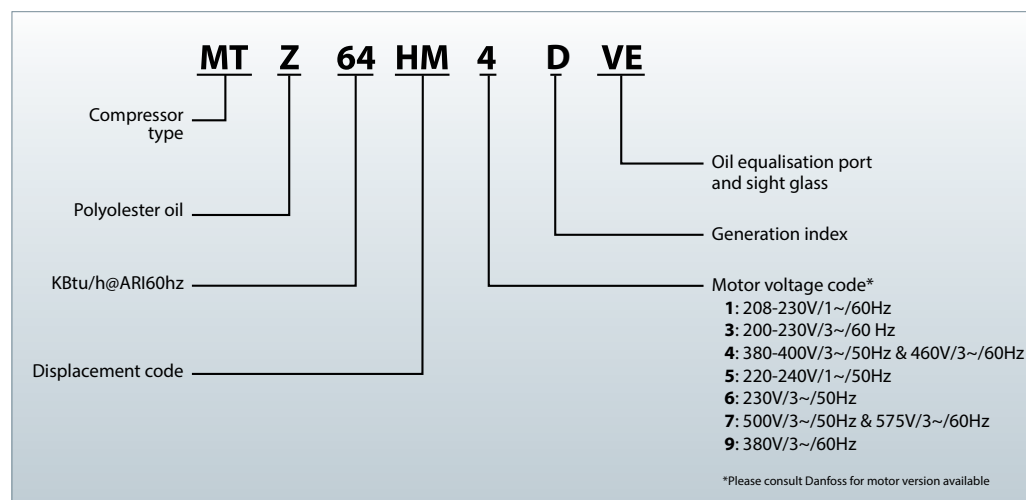 MT Z 64 HM 4 D VE
Compressor
type
Polyolester oil
KBtu/h@ARI60hz
Displacement code
Oil equalisation port
and sight glass
Generation index
Motor voltage code*
1: 208-230V/1~/60Hz
3: 200-230V/3~/60 Hz
4: 380-400V/3~/50Hz & 460V/3~/60Hz
5: 220-240V/1~/50Hz
6: 230V/3~/50Hz
7: 500V/3~/50Hz & 575V/3~/60Hz
9: 380V/3~/60Hz
*Please consult Danfoss for motor version available